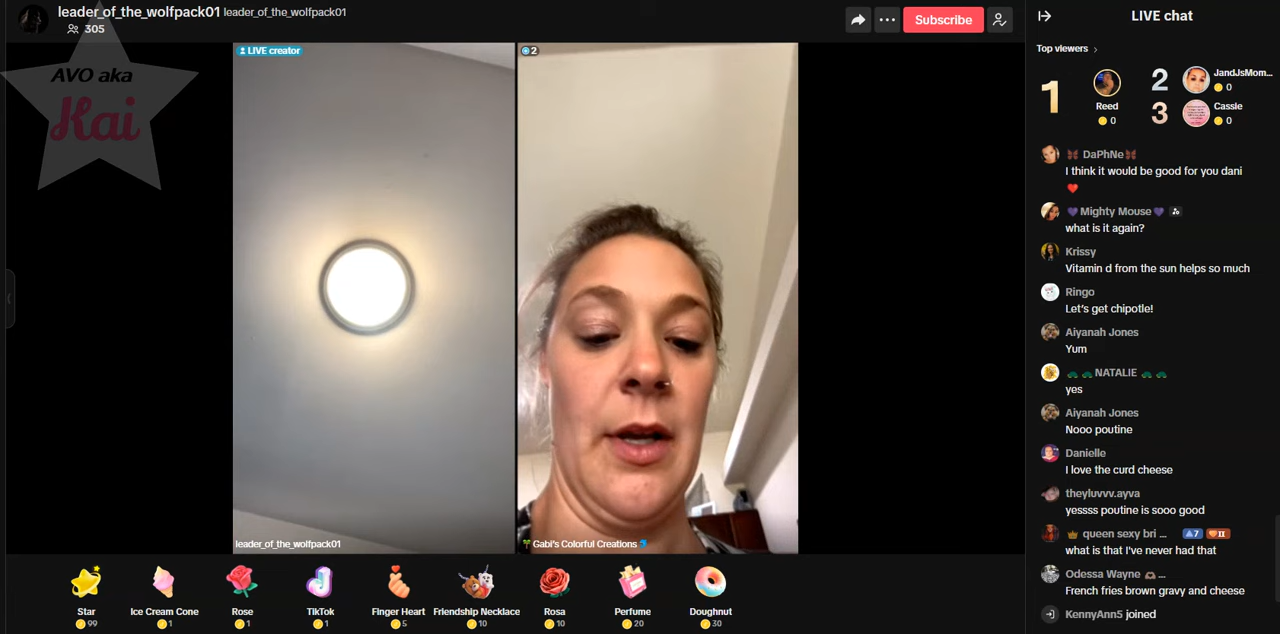 leader_of_the_wolfpack01 leader_of_the_wolfpack01
305
Subscribe
AVO aka
Kai
LIVE creator
2
leader_of_the_wolfpack01
Gabi's Colorful Creations
Star
99
Ice Cream Cone
1
Rose
1
TikTok
1
Finger Heart
5
Friendship Necklace
10
Rosa
10
Perfume
20
Doughnut
30
LIVE chat
Top viewers
1
Reed
0
2
JandJsMom...
0
3
Cassie
0
DaPhNe
I think it would be good for you dani
❤️
Mighty Mouse
what is it again?
Krissy
Vitamin d from the sun helps so much
Ringo
Let's get chipotle!
Aiyanah Jones
Yum
NATALIE
yes
Aiyanah Jones
Nooo poutine
Danielle
I love the curd cheese
theyluvvv.ayva
yessss poutine is sooo good
queen sexy bri ... 7 II
what is that I've never had that
Odessa Wayne ...
French fries brown gravy and cheese
KennyAnn5 joined